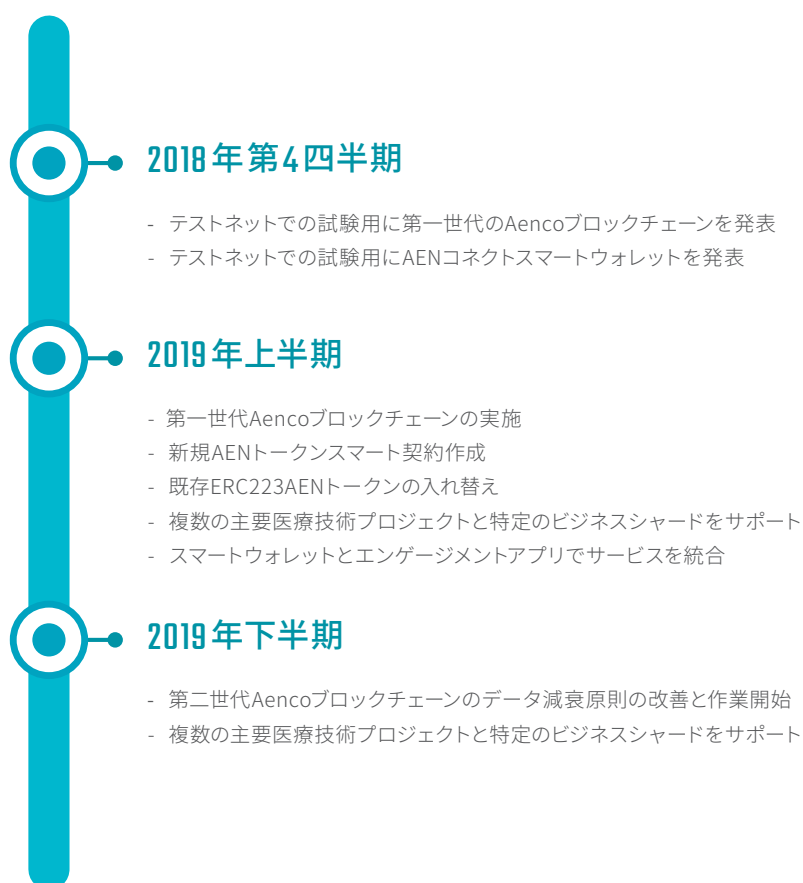 2018年第4四半期
- テストネットでの試験用に第一世代のAencoブロックチェーンを発表
- テストネットでの試験用にAENコネクトスマートウォレットを発表
2019年上半期
- 第一世代Aencoブロックチェーンの実施
- 新規AENトークンスマート契約作成
- 既存ERC223AENトークンの入れ替え
- 複数の主要医療技術プロジェクトと特定のビジネスシャードをサポート
- スマートウォレットとエンゲージメントアプリでサービスを統合
2019年下半期
- 第二世代Aencoブロックチェーンのデータ減衰原則の改善と作業開始
- 複数の主要医療技術プロジェクトと特定のビジネスシャードをサポート